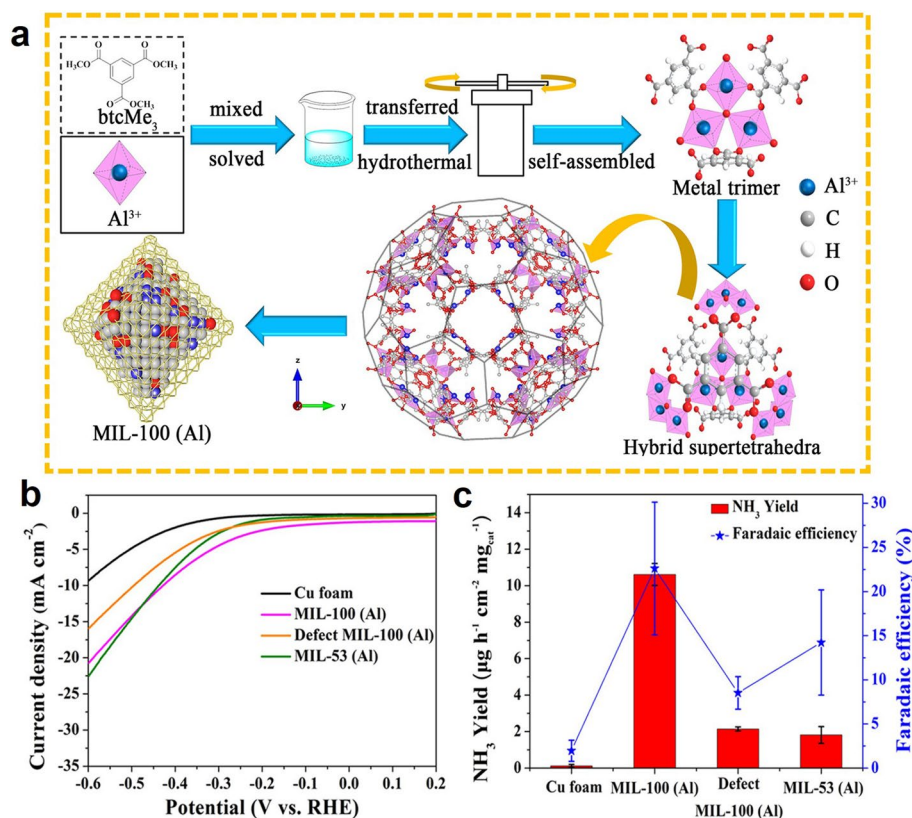 a
H₃CO
O
O
OCH₃
O
OCH₃
btcMe₃
Al³⁺
mixed
solved
transferred
hydrothermal
self-assembled
Metal trimer
Al³⁺
C
H
O
Hybrid supertetrahedra
z
y
MIL-100 (Al)
b
Current density (mA cm⁻²)
0
-5
-10
-15
-20
-25
-30
-35
Cu foam
MIL-100 (Al)
Defect MIL-100 (Al)
MIL-53 (Al)
-0.6
-0.5
-0.4
-0.3
-0.2
-0.1
0.0
0.1
0.2
Potential (V vs. RHE)
c
NH₃ Yield (µg h⁻¹ cm⁻² mg꜀ₐₜ⁻¹)
14
12
10
8
6
4
2
0
NH₃ Yield
Faradaic efficiency
30
25
20
15
10
5
0
Faradaic efficiency (%)
Cu foam
MIL-100 (Al)
Defect
MIL-100 (Al)
MIL-53 (Al)